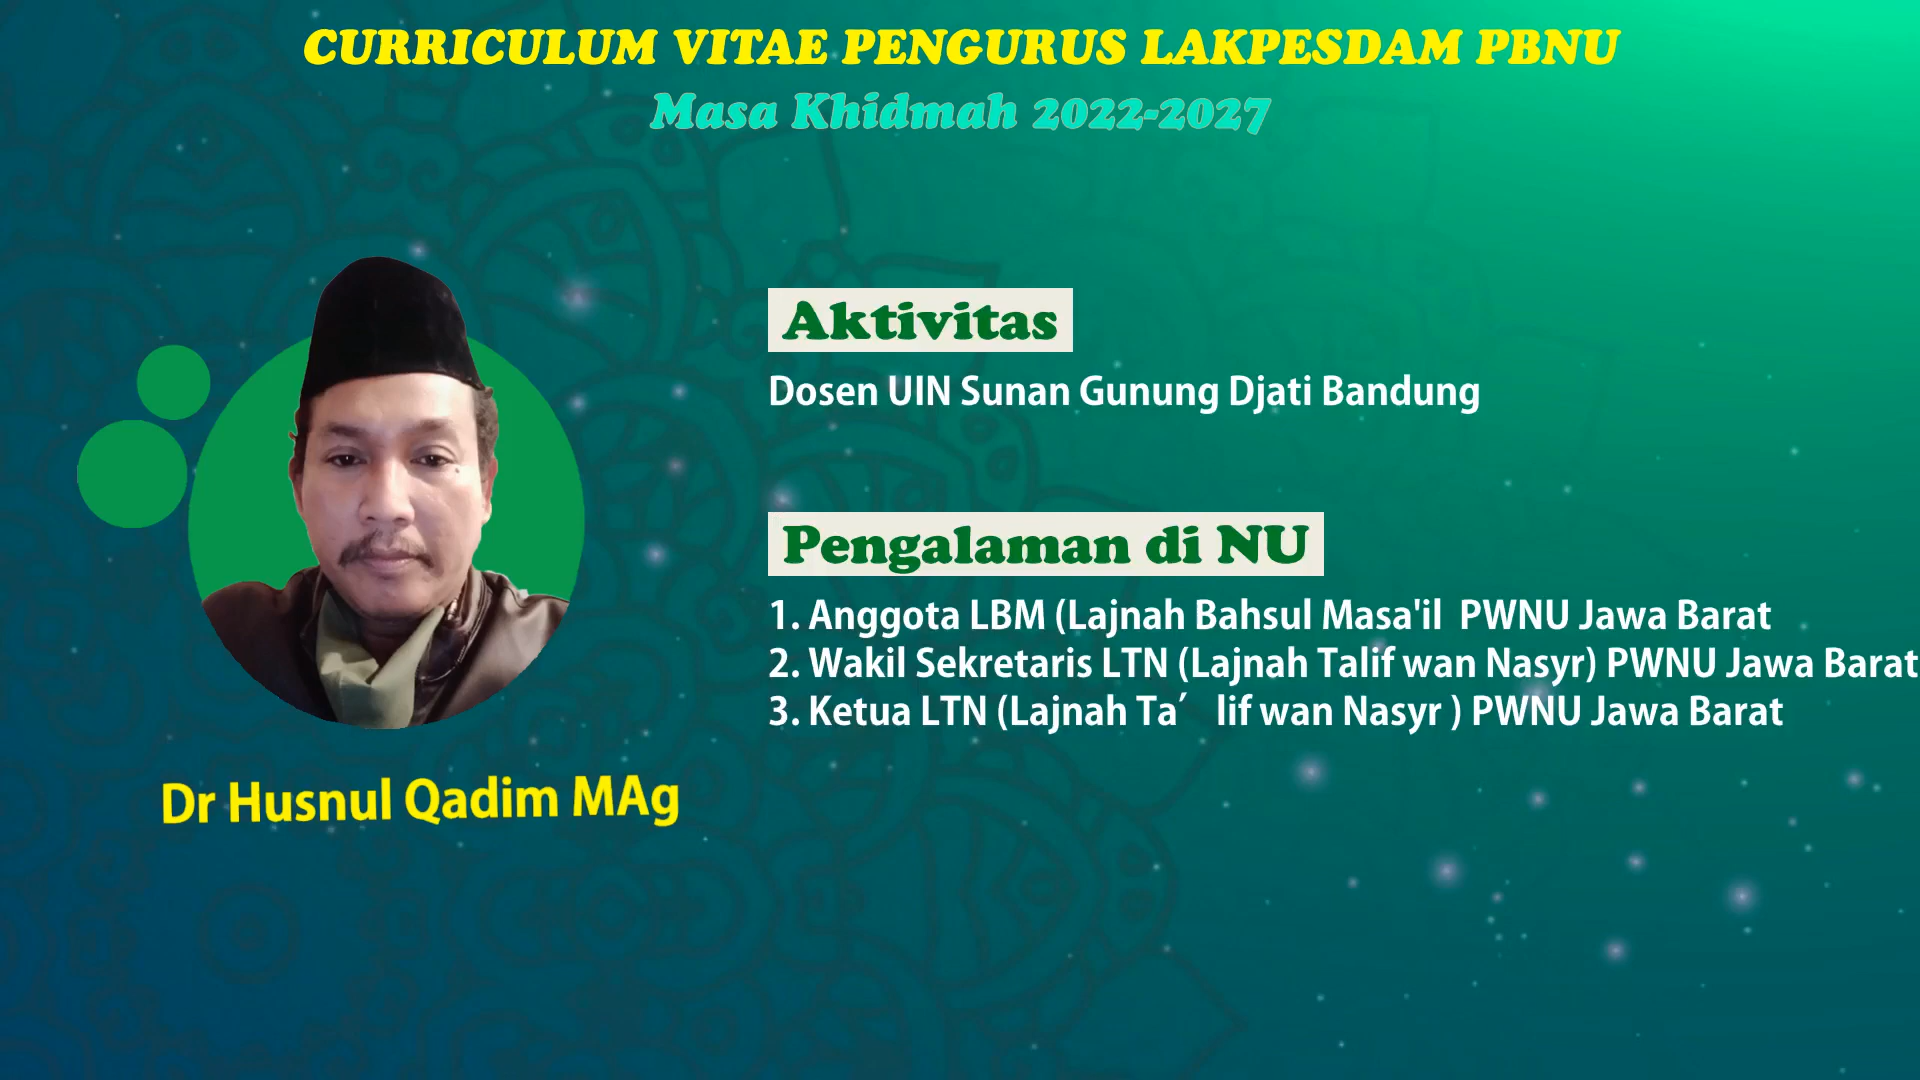 CURRICULUM VITAE PENGURUS LAKPESDAM PBNU
Masa Khidmah 2022-2027
Aktivitas
Dosen UIN Sunan Gunung Djati Bandung
Pengalaman di NU
1. Anggota LBM (Lajnah Bahsul Masa'il  PWNU Jawa Barat
2. Wakil Sekretaris LTN (Lajnah Talif wan Nasyr) PWNU Jawa Barat
3. Ketua LTN (Lajnah Ta′ lif wan Nasyr ) PWNU Jawa Barat
Dr Husnul Qadim MAg